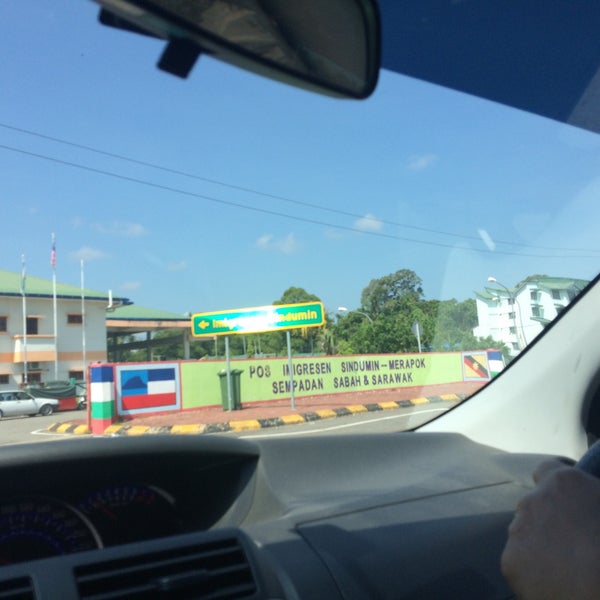 Imigresen Sindumin
POS IMIGRESEN SINDUMIN - MERAPOK
SEMPADAN SABAH & SARAWAK